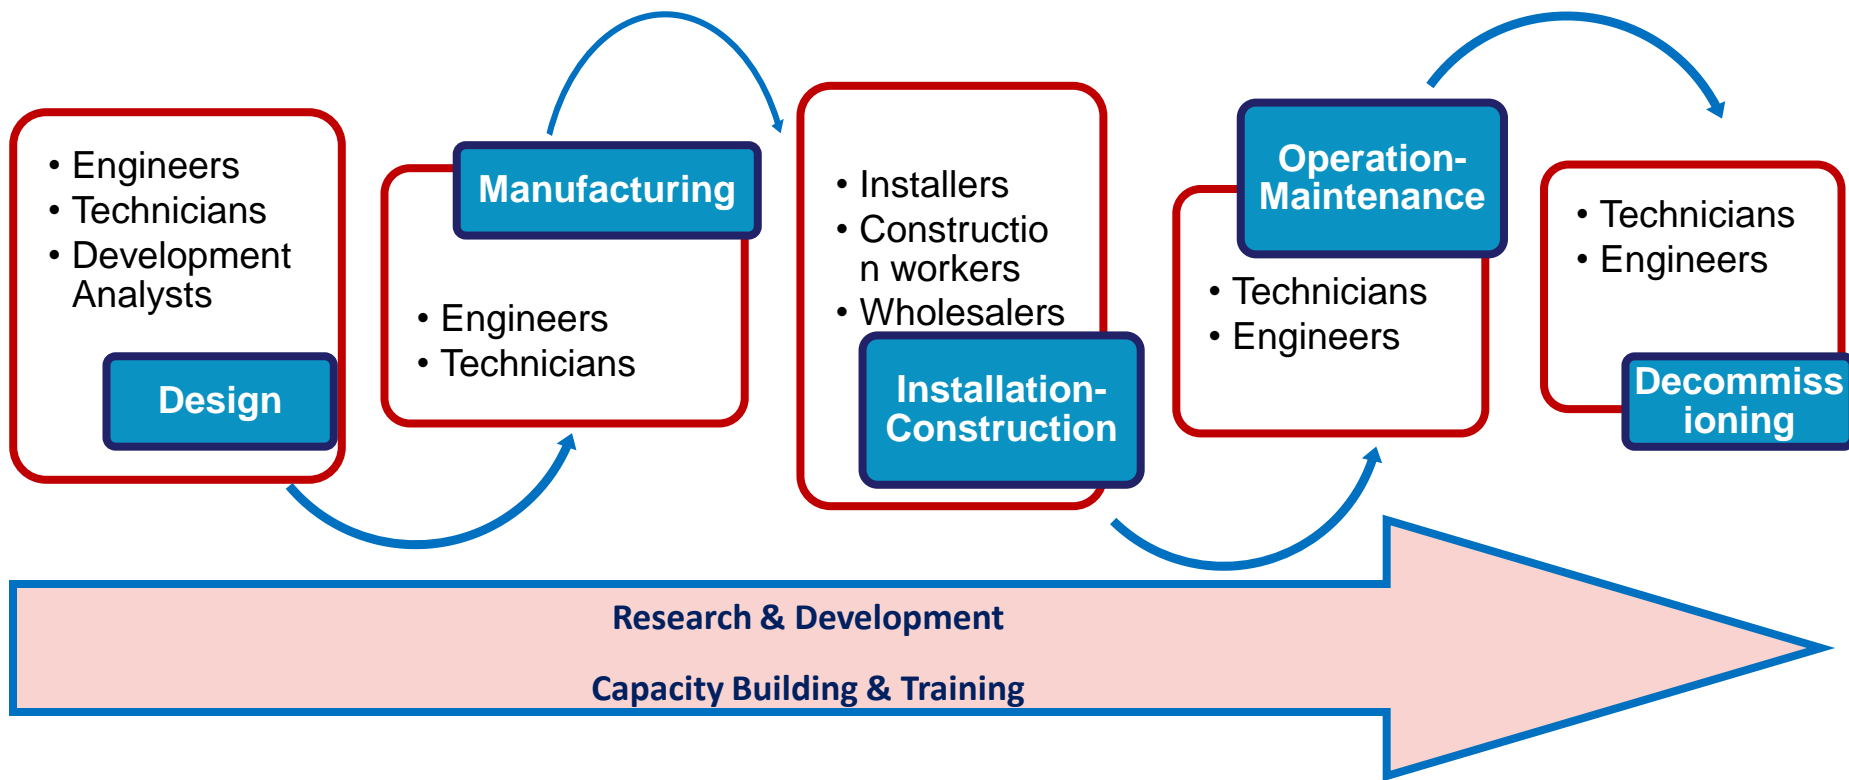 • Engineers
• Technicians
• Development
Analysts
Design
Manufacturing
• Engineers
• Technicians
• Installers
• Constructio
n workers
• Wholesalers
Installation-
Construction
Operation-
Maintenance
• Technicians
• Engineers
• Technicians
• Engineers
Decommiss
ioning
Research & Development
Capacity Building & Training